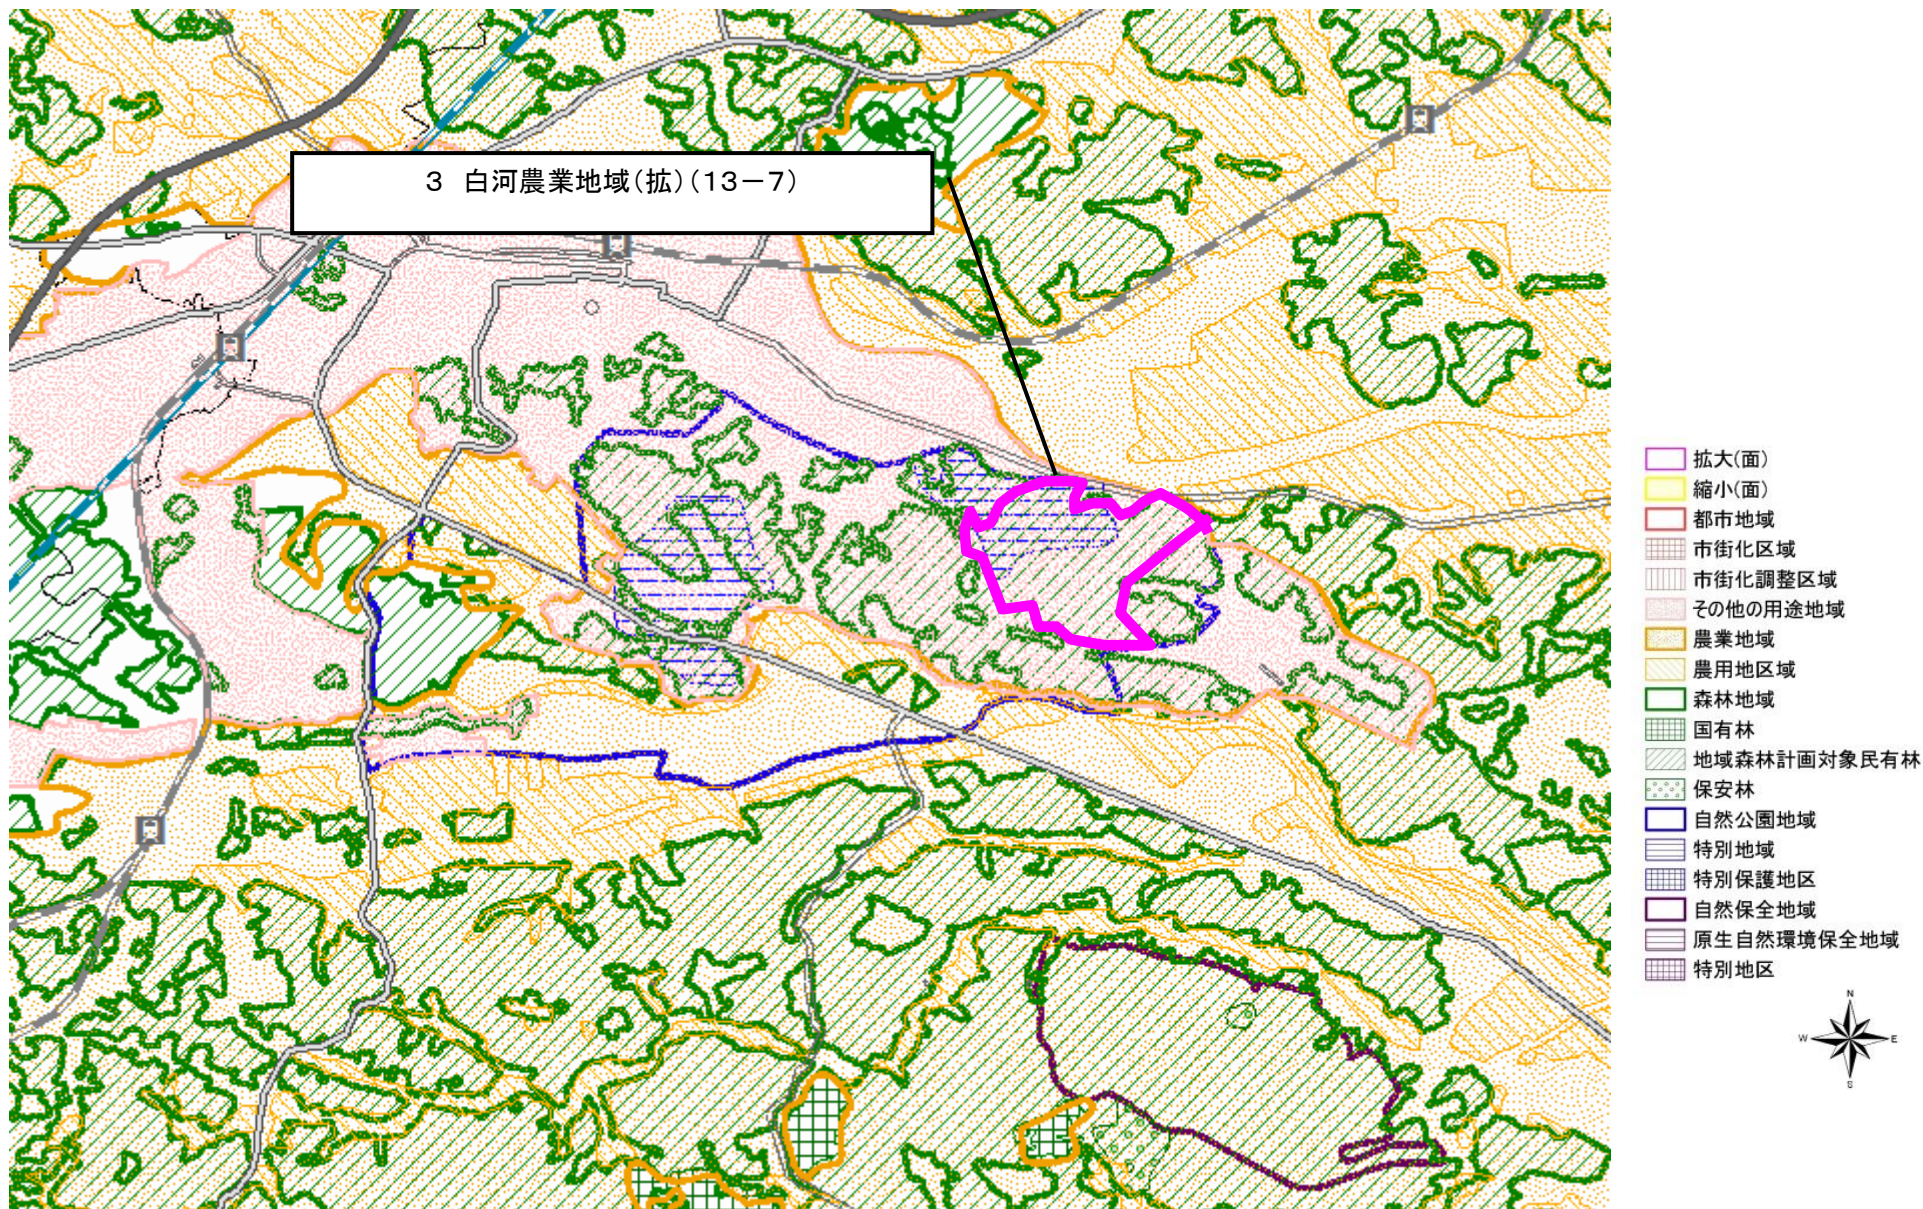 3 白河農業地域(拡)(13－7)
拡大(面)
縮小(面)
都市地域
市街化区域
市街化調整区域
その他の用途地域
農業地域
農用地区域
森林地域
国有林
地域森林計画対象民有林
保安林
自然公園地域
特別地域
特別保護地区
自然保全地域
原生自然環境保全地域
特別地区
N
W E
S